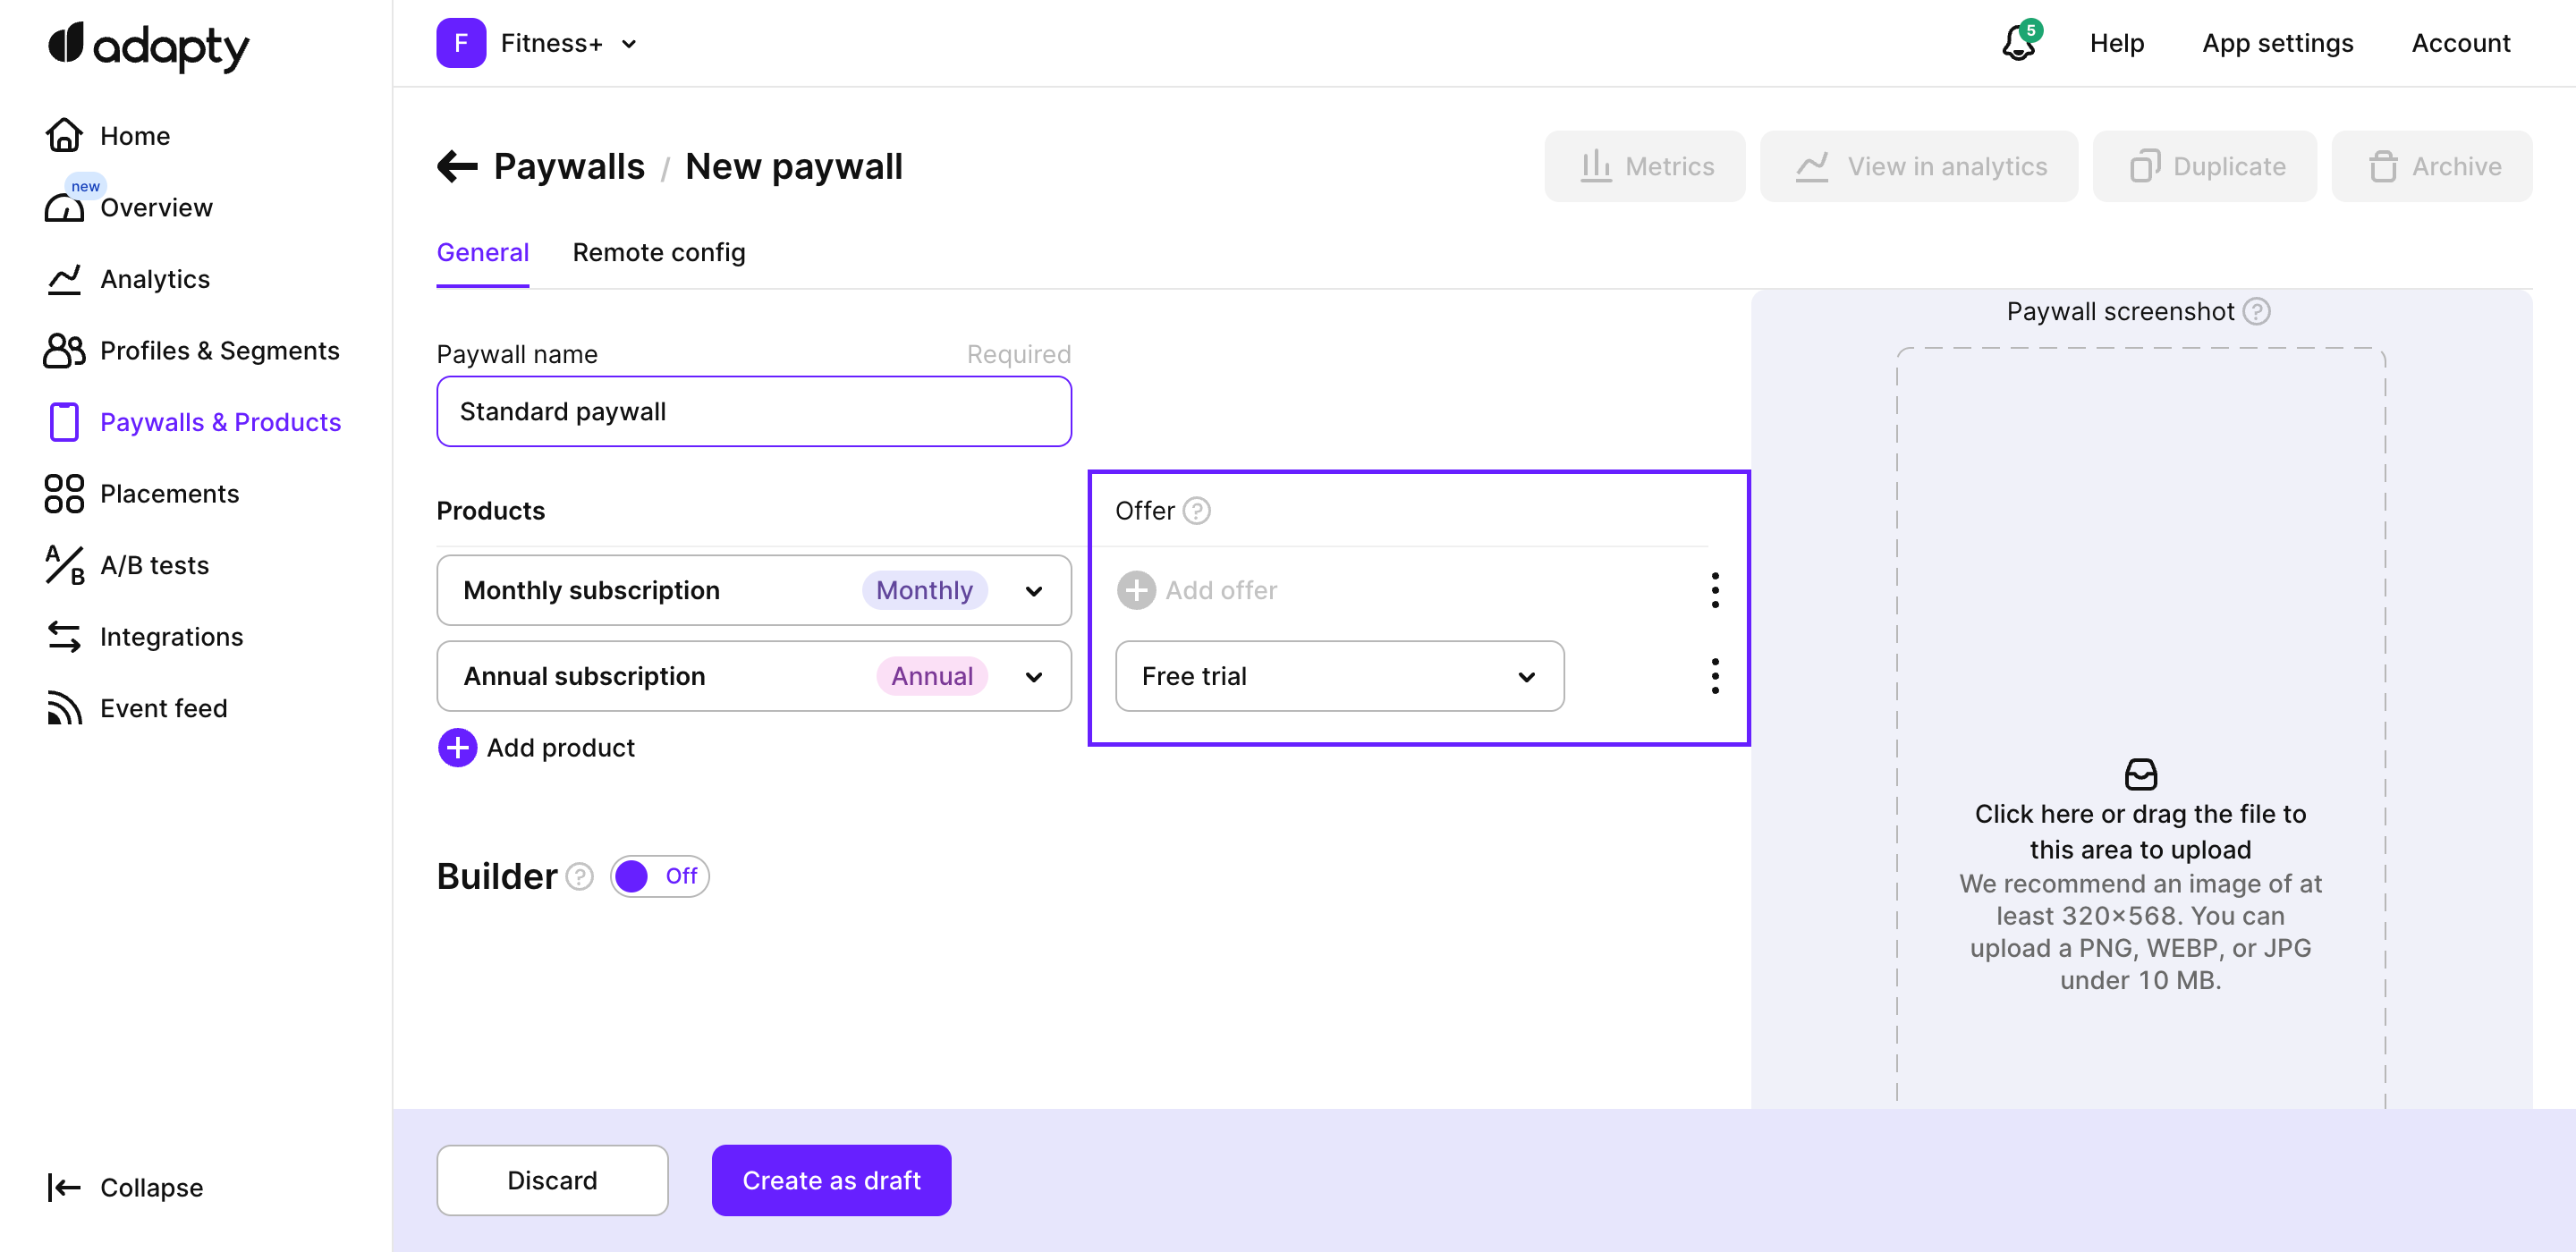 adapty
F Fitness+
5
Help
App settings
Account
Home
new
Overview
Analytics
Profiles & Segments
Paywalls & Products
Placements
A/B tests
Integrations
Event feed
Collapse
Paywalls / New paywall
Metrics
View in analytics
Duplicate
Archive
General
Remote config
Paywall name
Required
Standard paywall
Products
Offer ?
Monthly subscription Monthly
Add offer
Annual subscription Annual
Free trial
Add product
Builder ? Off
Paywall screenshot ?
Click here or drag the file to
this area to upload
We recommend an image of at
least 320×568. You can
upload a PNG, WEBP, or JPG
under 10 MB.
Discard
Create as draft